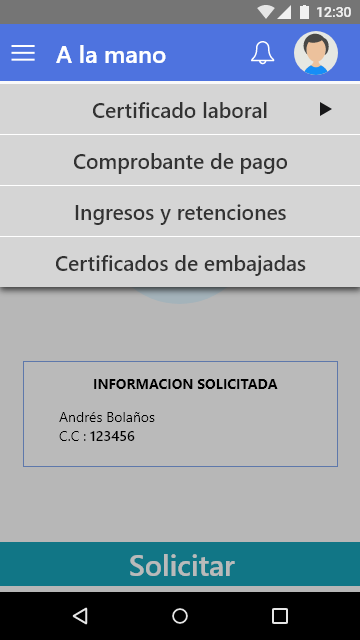 12:30
A la mano
Certificado laboral
Comprobante de pago
Ingresos y retenciones
Certificados de embajadas
INFORMACION SOLICITADA
Andrés Bolaños
C.C : 123456
Solicitar